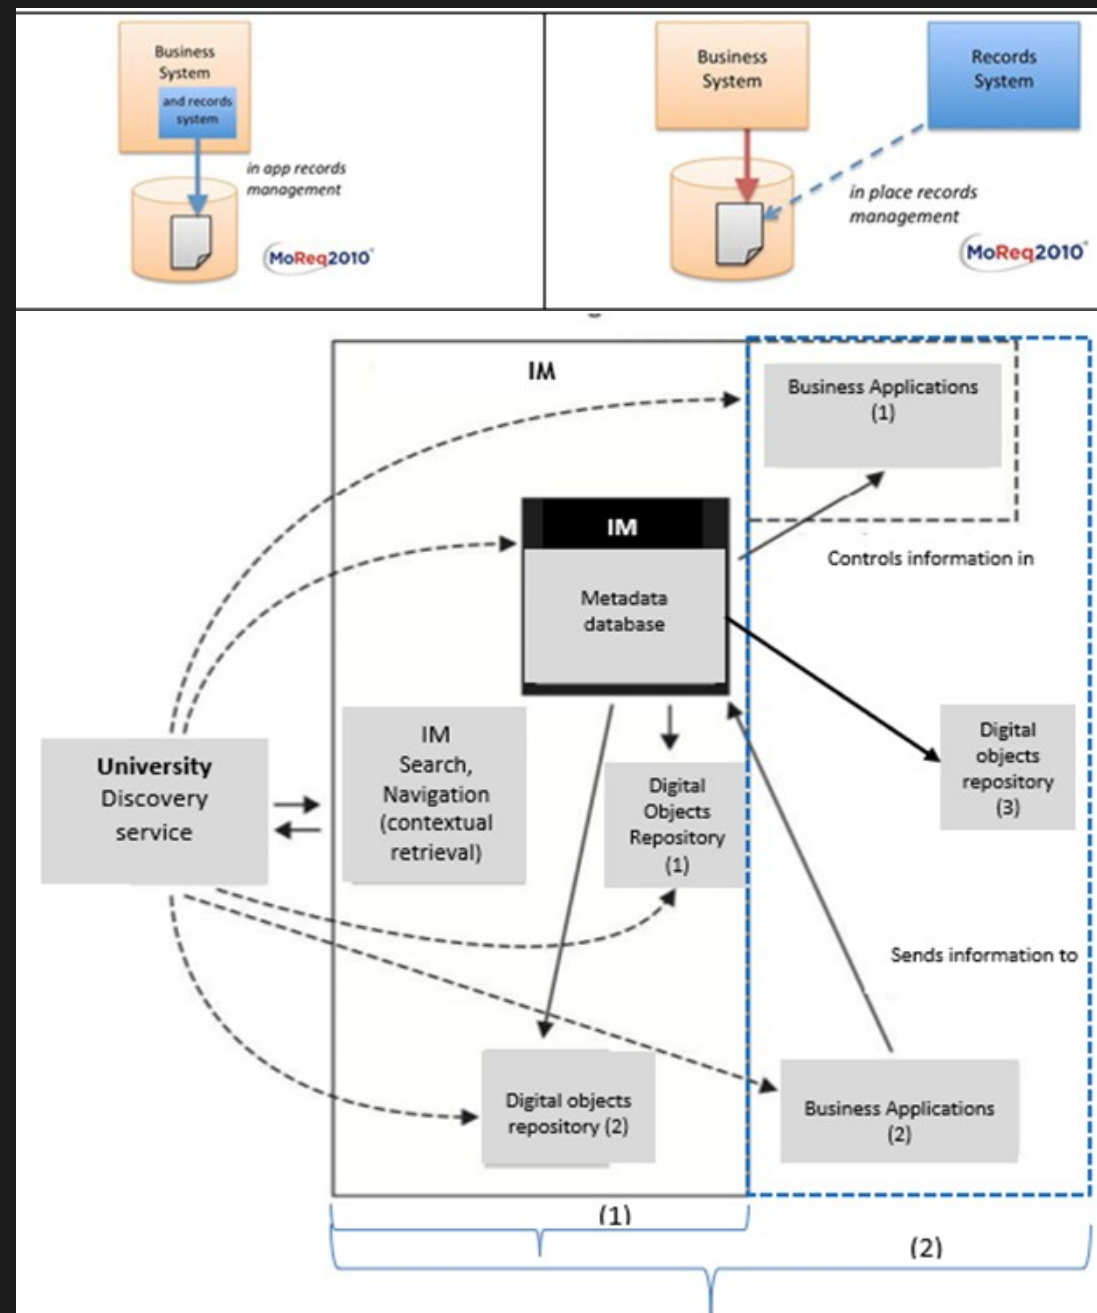 Business
System
and records
system
in app records
management
MoReq2010®
Business
System
Records
System
in place records
management
MoReq2010®
IM
Business Applications
(1)
IM
Metadata
database
Controls information in
University
Discovery
service
IM
Search,
Navigation
(contextual
retrieval)
Digital
Objects
Repository
(1)
Digital
objects
repository
(3)
Sends information to
Digital objects
repository (2)
Business Applications
(2)
(1)
(2)